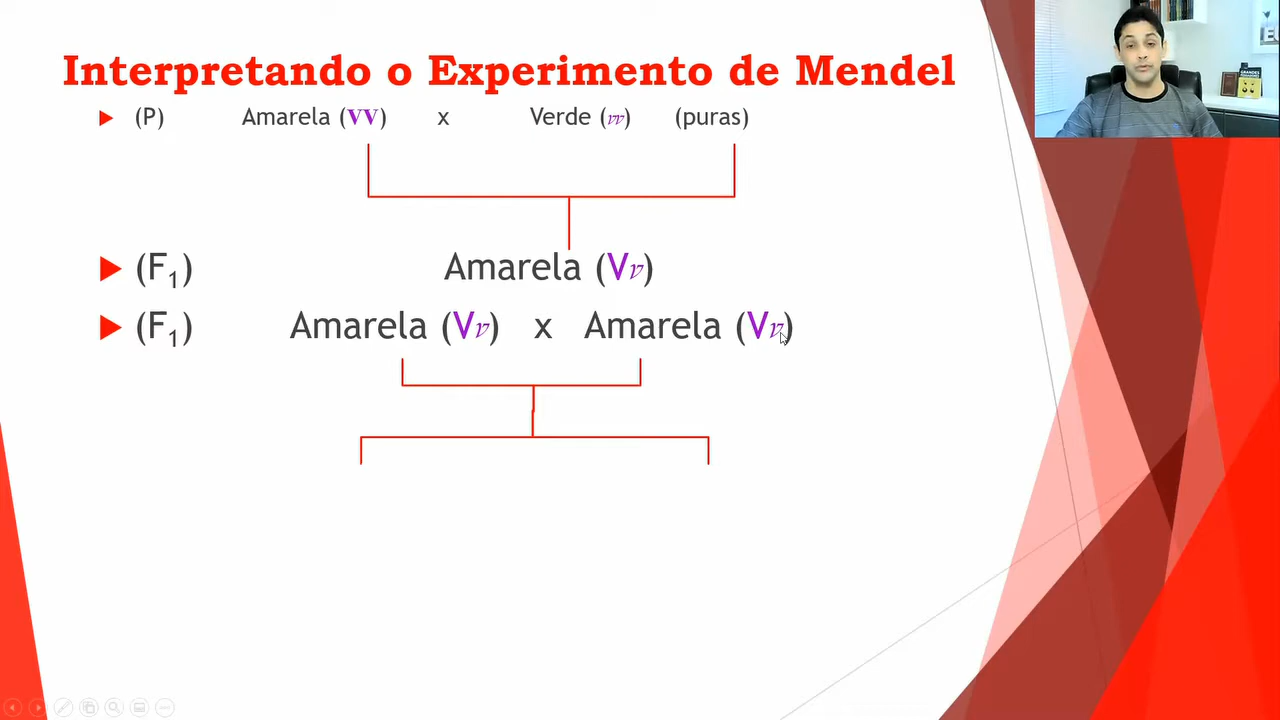 Interpretando o Experimento de Mendel
(P) Amarela (VV) x Verde (vv) (puras)
(F1) Amarela (Vv)
(F1) Amarela (Vv) x Amarela (Vv)